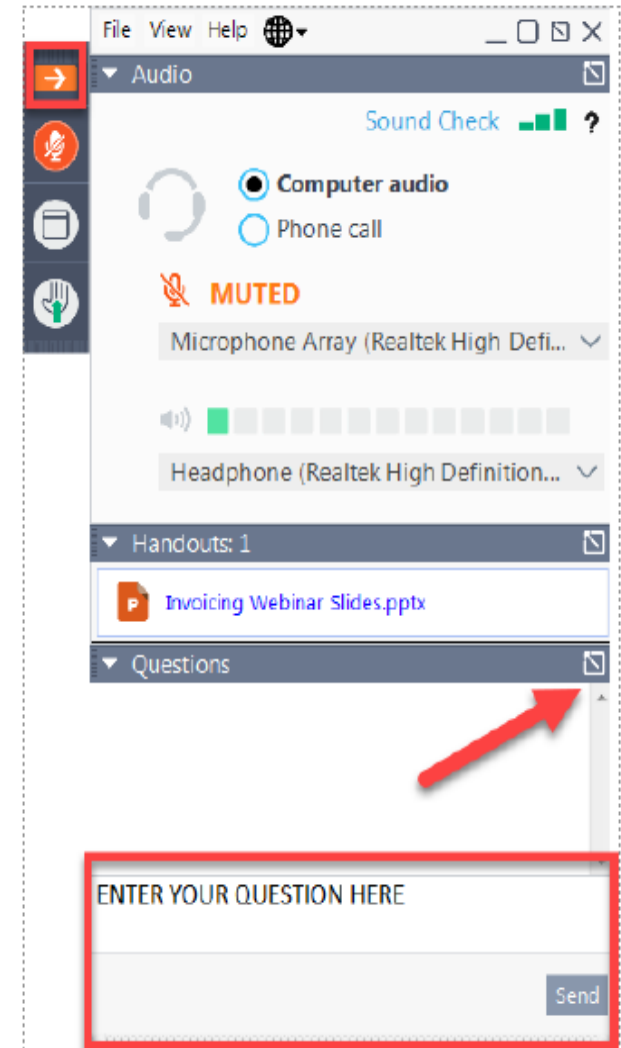 File View Help
Audio
Sound Check ?
Computer audio
Phone call
MUTED
Microphone Array (Realtek High Defi...
Headphone (Realtek High Definition...
Handouts: 1
P Invoicing Webinar Slides.pptx
Questions
ENTER YOUR QUESTION HERE
Send